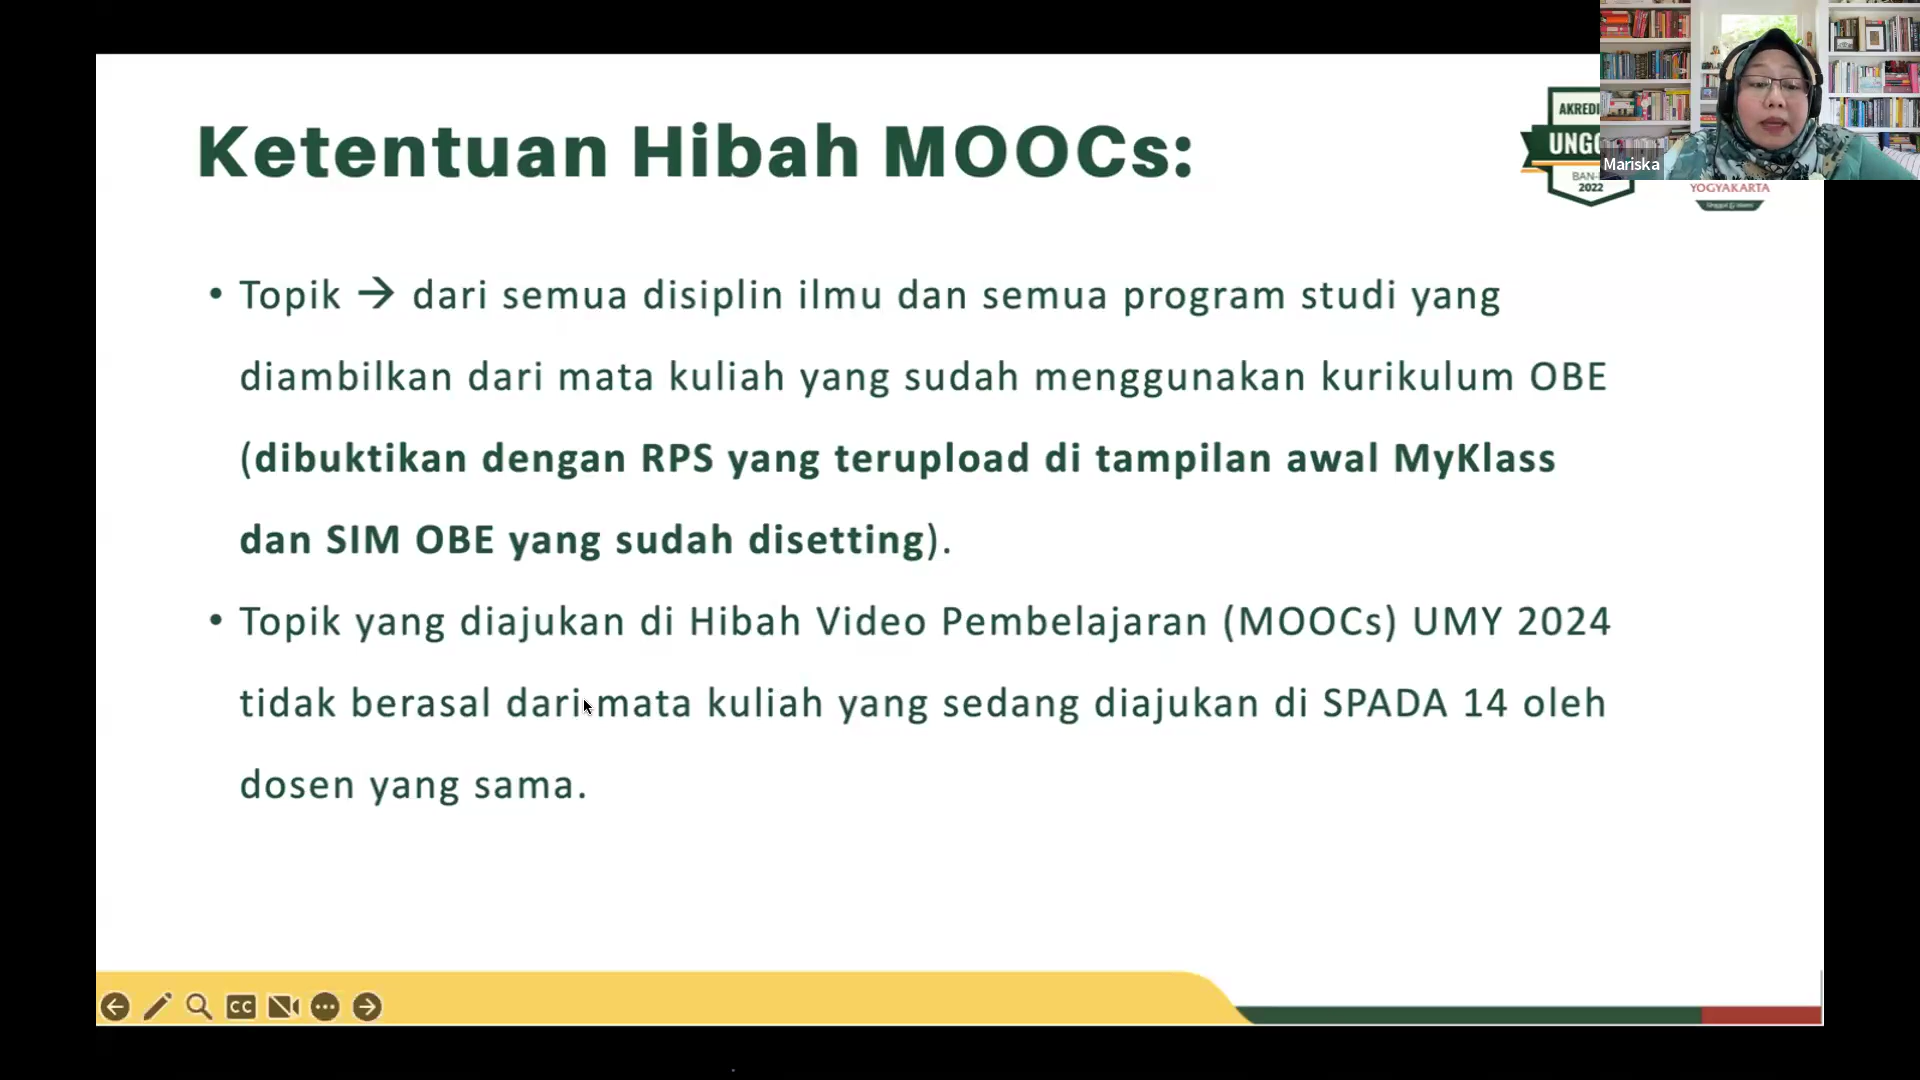 Ketentuan Hibah MOOCs:
AKREDI
UNGG
BAN-
2022
Mariska
YOGYAKARTA
• Topik → dari semua disiplin ilmu dan semua program studi yang
diambilkan dari mata kuliah yang sudah menggunakan kurikulum OBE
(dibuktikan dengan RPS yang terupload di tampilan awal MyKlass
dan SIM OBE yang sudah disetting).
• Topik yang diajukan di Hibah Video Pembelajaran (MOOCs) UMY 2024
tidak berasal dari mata kuliah yang sedang diajukan di SPADA 14 oleh
dosen yang sama.
CC